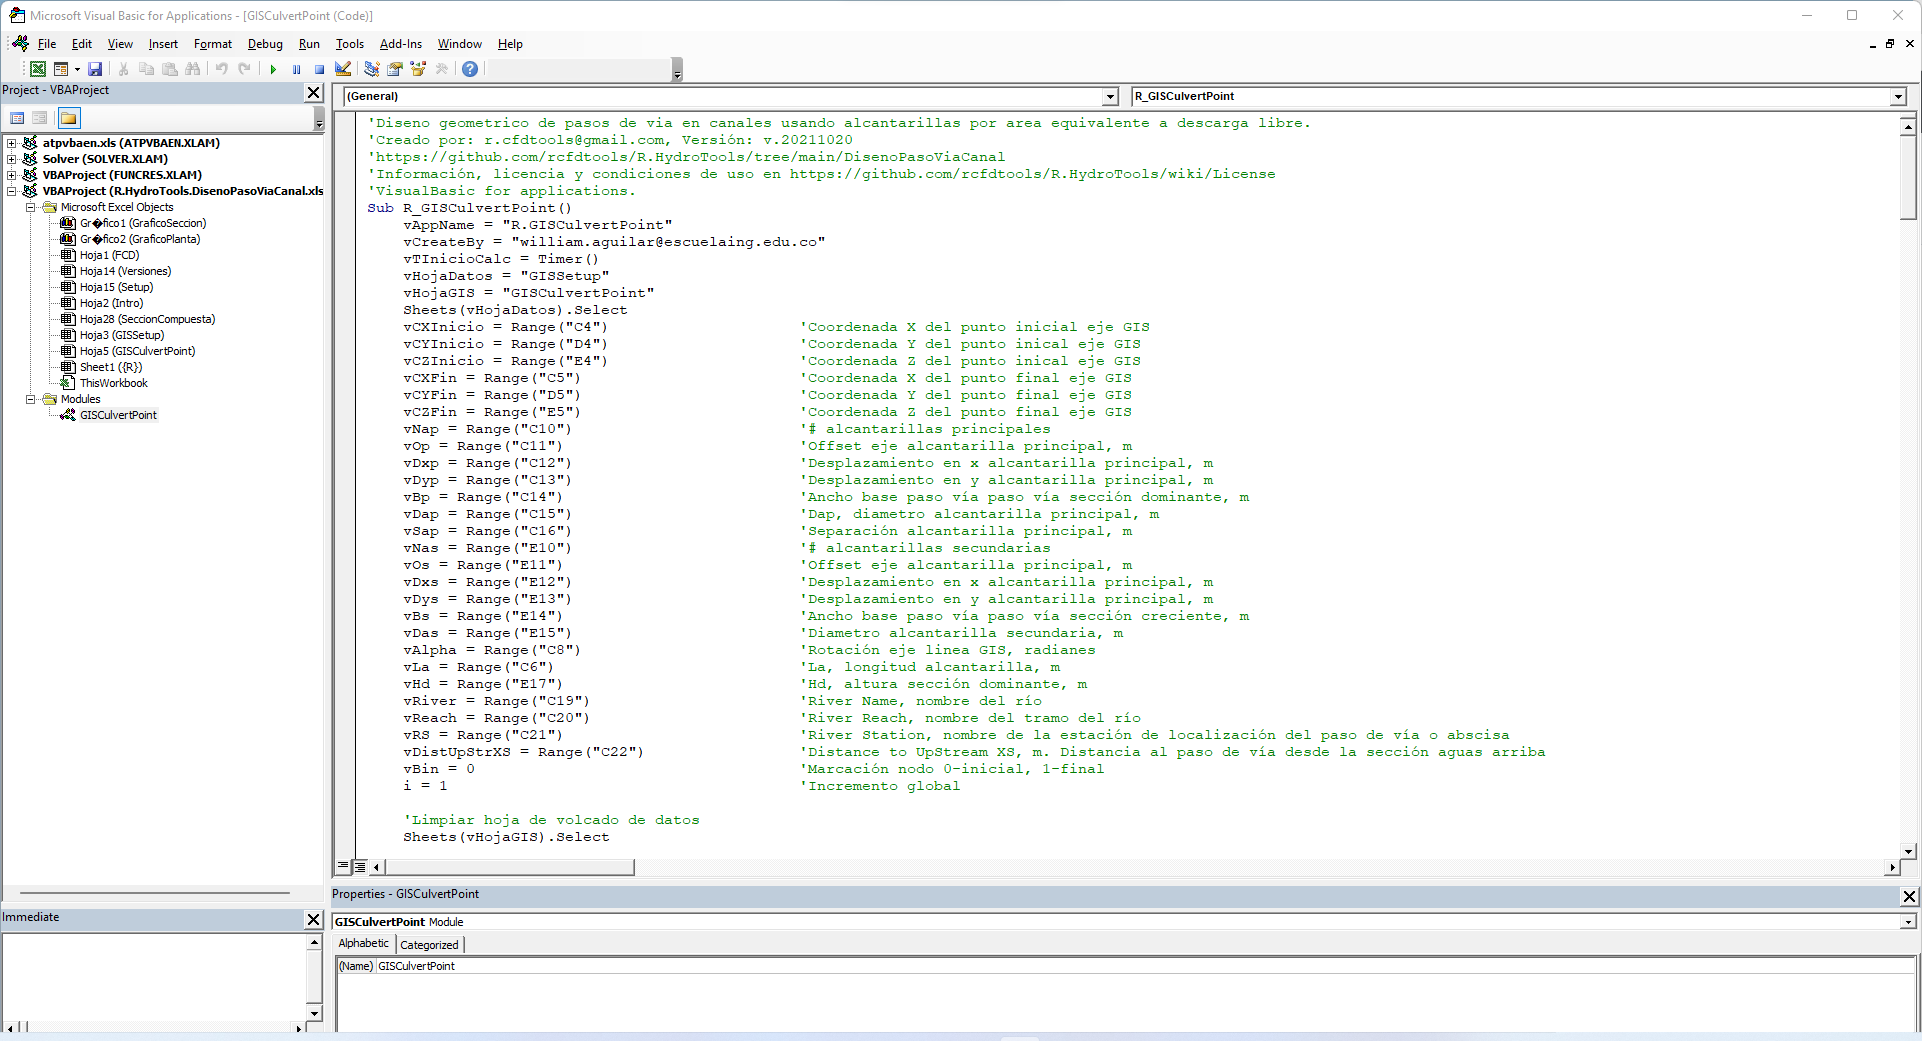 Microsoft Visual Basic for Applications - [GISCulvertPoint (Code)]
File Edit View Insert Format Debug Run Tools Add-Ins Window Help
Project - VBAProject
atpvbaen.xls (ATPVBAEN.XLAM)
Solver (SOLVER.XLAM)
VBAProject (FUNCRES.XLAM)
VBAProject (R.HydroTools.DisenoPasoViaCanal.xls
Microsoft Excel Objects
Gr�fico1 (GraficoSeccion)
Gr�fico2 (GraficoPlanta)
Hoja1 (FCD)
Hoja14 (Versiones)
Hoja15 (Setup)
Hoja2 (Intro)
Hoja28 (SeccionCompuesta)
Hoja3 (GISSetup)
Hoja5 (GISCulvertPoint)
Sheet1 ({R})
ThisWorkbook
Modules
GISCulvertPoint
Immediate
(General) R_GISCulvertPoint
'Diseno geometrico de pasos de via en canales usando alcantarillas por area equivalente a descarga libre.
'Creado por: r.cfdtools@gmail.com, Versión: v.20211020
'https://github.com/rcfdtools/R.HydroTools/tree/main/DisenoPasoViaCanal
'Información, licencia y condiciones de uso en https://github.com/rcfdtools/R.HydroTools/wiki/License
'VisualBasic for applications.
Sub R_GISCulvertPoint()
vAppName = "R.GISCulvertPoint"
vCreateBy = "william.aguilar@escuelaing.edu.co"
vTInicioCalc = Timer()
vHojaDatos = "GISSetup"
vHojaGIS = "GISCulvertPoint"
Sheets(vHojaDatos).Select
vCXInicio = Range("C4") 'Coordenada X del punto inicial eje GIS
vCYInicio = Range("D4") 'Coordenada Y del punto inical eje GIS
vCZInicio = Range("E4") 'Coordenada Z del punto inical eje GIS
vCXFin = Range("C5") 'Coordenada X del punto final eje GIS
vCYFin = Range("D5") 'Coordenada Y del punto final eje GIS
vCZFin = Range("E5") 'Coordenada Z del punto final eje GIS
vNap = Range("C10") '# alcantarillas principales
vOp = Range("C11") 'Offset eje alcantarilla principal, m
vDxp = Range("C12") 'Desplazamiento en x alcantarilla principal, m
vDyp = Range("C13") 'Desplazamiento en y alcantarilla principal, m
vBp = Range("C14") 'Ancho base paso vía paso vía sección dominante, m
vDap = Range("C15") 'Dap, diametro alcantarilla principal, m
vSap = Range("C16") 'Separación alcantarilla principal, m
vNas = Range("E10") '# alcantarillas secundarias
vOs = Range("E11") 'Offset eje alcantarilla principal, m
vDxs = Range("E12") 'Desplazamiento en x alcantarilla principal, m
vDys = Range("E13") 'Desplazamiento en y alcantarilla principal, m
vBs = Range("E14") 'Ancho base paso vía paso vía sección creciente, m
vDas = Range("E15") 'Diametro alcantarilla secundaria, m
vAlpha = Range("C8") 'Rotación eje linea GIS, radianes
vLa = Range("C6") 'La, longitud alcantarilla, m
vHd = Range("E17") 'Hd, altura sección dominante, m
vRiver = Range("C19") 'River Name, nombre del río
vReach = Range("C20") 'River Reach, nombre del tramo del río
vRS = Range("C21") 'River Station, nombre de la estación de localización del paso de vía o abscisa
vDistUpStrXS = Range("C22") 'Distance to UpStream XS, m. Distancia al paso de vía desde la sección aguas arriba
vBin = 0 'Marcación nodo 0-inicial, 1-final
i = 1 'Incremento global
'Limpiar hoja de volcado de datos
Sheets(vHojaGIS).Select
Properties - GISCulvertPoint
GISCulvertPoint Module
Alphabetic Categorized
(Name) GISCulvertPoint